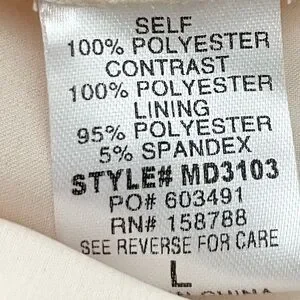 SELF
100% POLYESTER
CONTRAST
100% POLYESTER
LINING
95% POLYESTER
5% SPANDEX
STYLE# MD3103
PO# 603491
RN# 158788
SEE REVERSE FOR CARE
L
CHINA